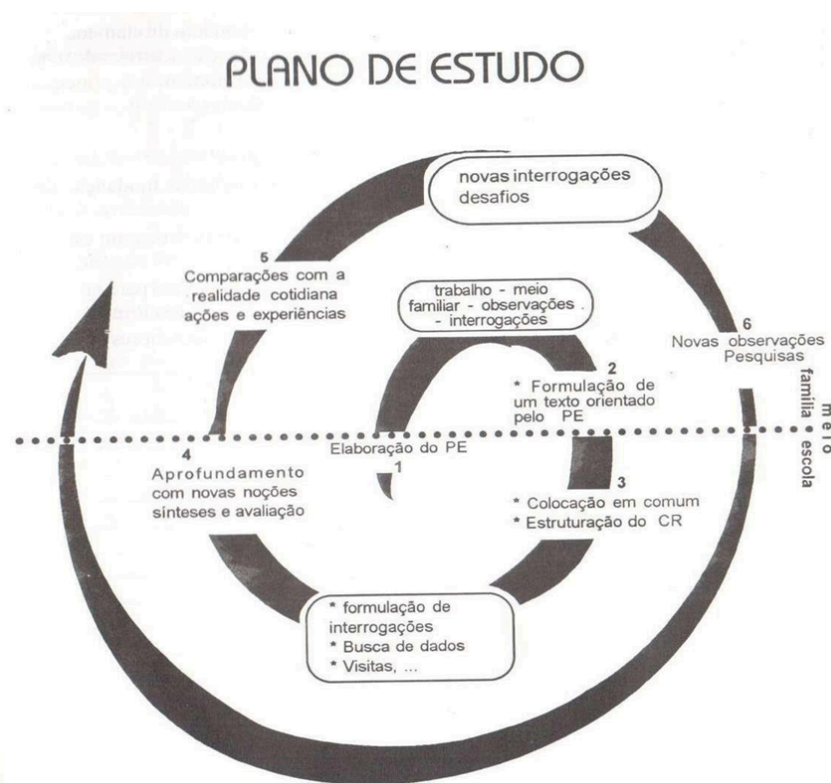 PLANO DE ESTUDO
novas interrogações
desafios
5
Comparações com a
realidade cotidiana
ações e experiências
trabalho - meio
familiar - observações .
- interrogações
6
Novas observações
Pesquisas
2
* Formulação de
um texto orientado
pelo PE
família
meio
escola
4
Aprofundamento
com novas noções
sínteses e avaliação
Elaboração do PE
1
3
* Colocação em comum
* Estruturação do CR
* formulação de
interrogações
* Busca de dados
* Visitas, ...